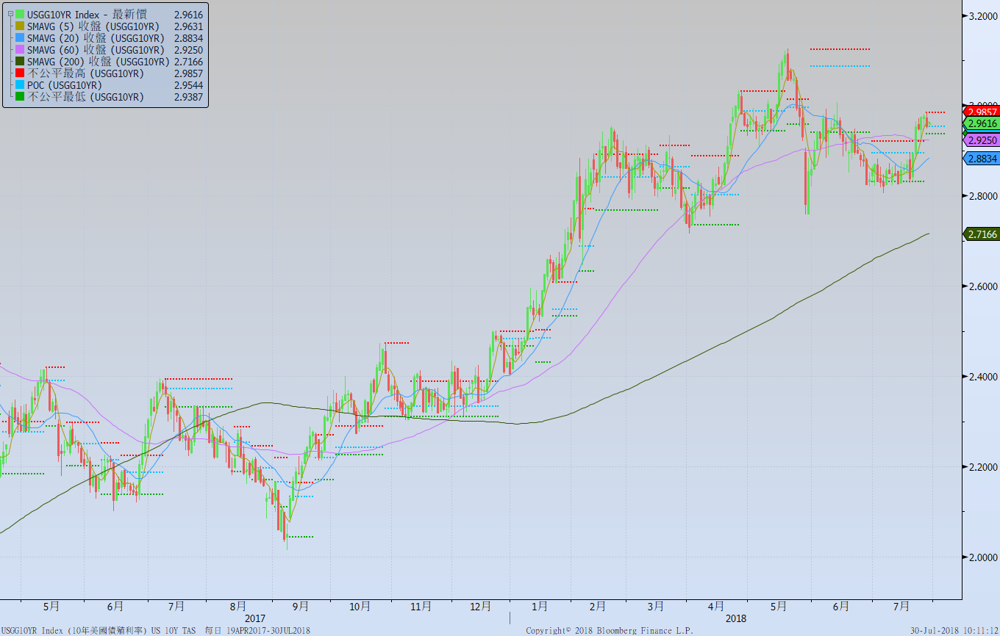 USGG10YR Index - 最新價 2.9616
SMAVG (5) 收盤 (USGG10YR) 2.9631
SMAVG (20) 收盤 (USGG10YR) 2.8834
SMAVG (60) 收盤 (USGG10YR) 2.9250
SMAVG (200) 收盤 (USGG10YR) 2.7166
不公平最高 (USGG10YR) 2.9857
POC (USGG10YR) 2.9544
不公平最低 (USGG10YR) 2.9387
3.2000
2.9857
2.9616
2.9250
2.8834
2.8000
2.7166
2.6000
2.4000
2.2000
2.0000
5月 6月 7月 8月 9月 10月 11月 12月 1月 2月 3月 4月 5月 6月 7月
2017 2018
USGG10YR Index (10年美國債殖利率) US 10Y TAS 每日 19APR2017-30JUL2018 Copyright© 2018 Bloomberg Finance L.P. 30-Jul-2018 10:11:12